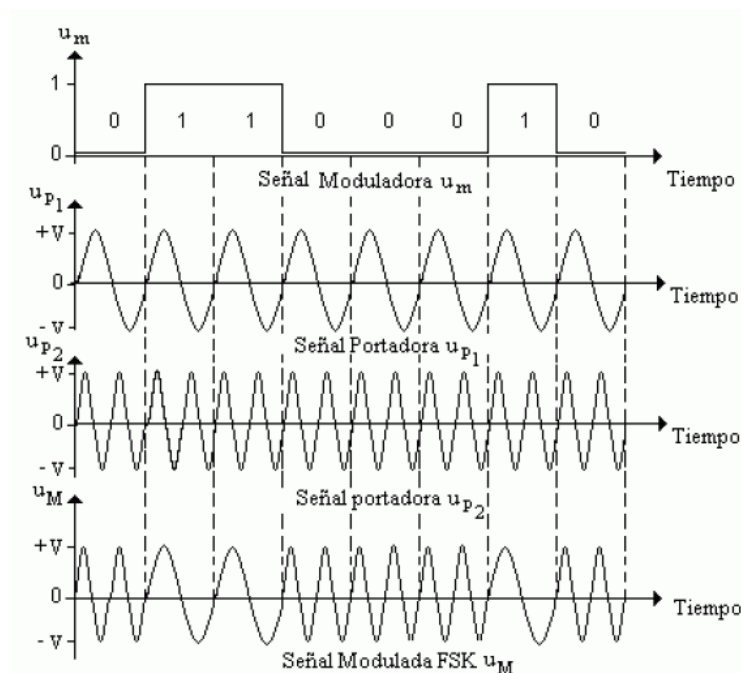 u_m
1
0 1 1 0 0 0 1 0
0
Señal Moduladora u_m
Tiempo
u_p1
+V
0
Tiempo
-V
Señal Portadora u_p1
u_p2
+V
0
Tiempo
-V
Señal portadora u_p2
u_M
+V
0
Tiempo
-V
Señal Modulada FSK u_M